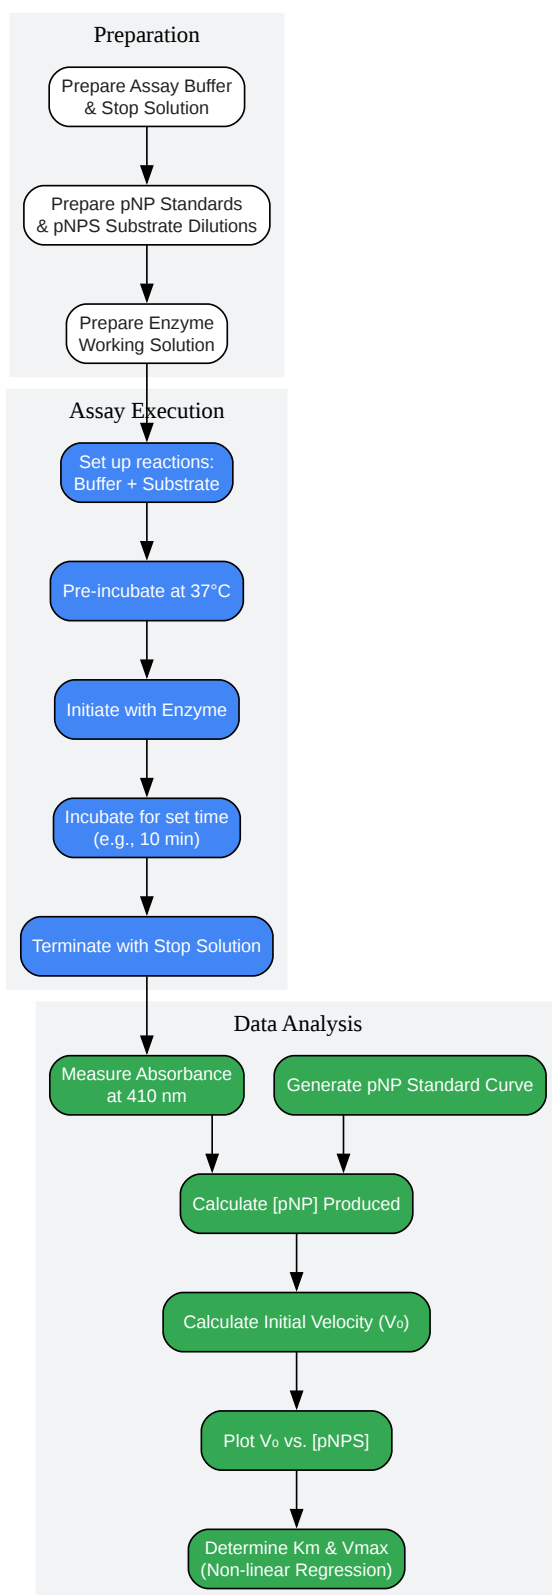 Preparation
Prepare Assay Buffer
& Stop Solution
Prepare pNP Standards
& pNPS Substrate Dilutions
Prepare Enzyme
Working Solution
Assay Execution
Set up reactions:
Buffer + Substrate
Pre-incubate at 37°C
Initiate with Enzyme
Incubate for set time
(e.g., 10 min)
Terminate with Stop Solution
Data Analysis
Measure Absorbance
at 410 nm
Generate pNP Standard Curve
Calculate [pNP] Produced
Calculate Initial Velocity (V₀)
Plot V₀ vs. [pNPS]
Determine Km & Vmax
(Non-linear Regression)